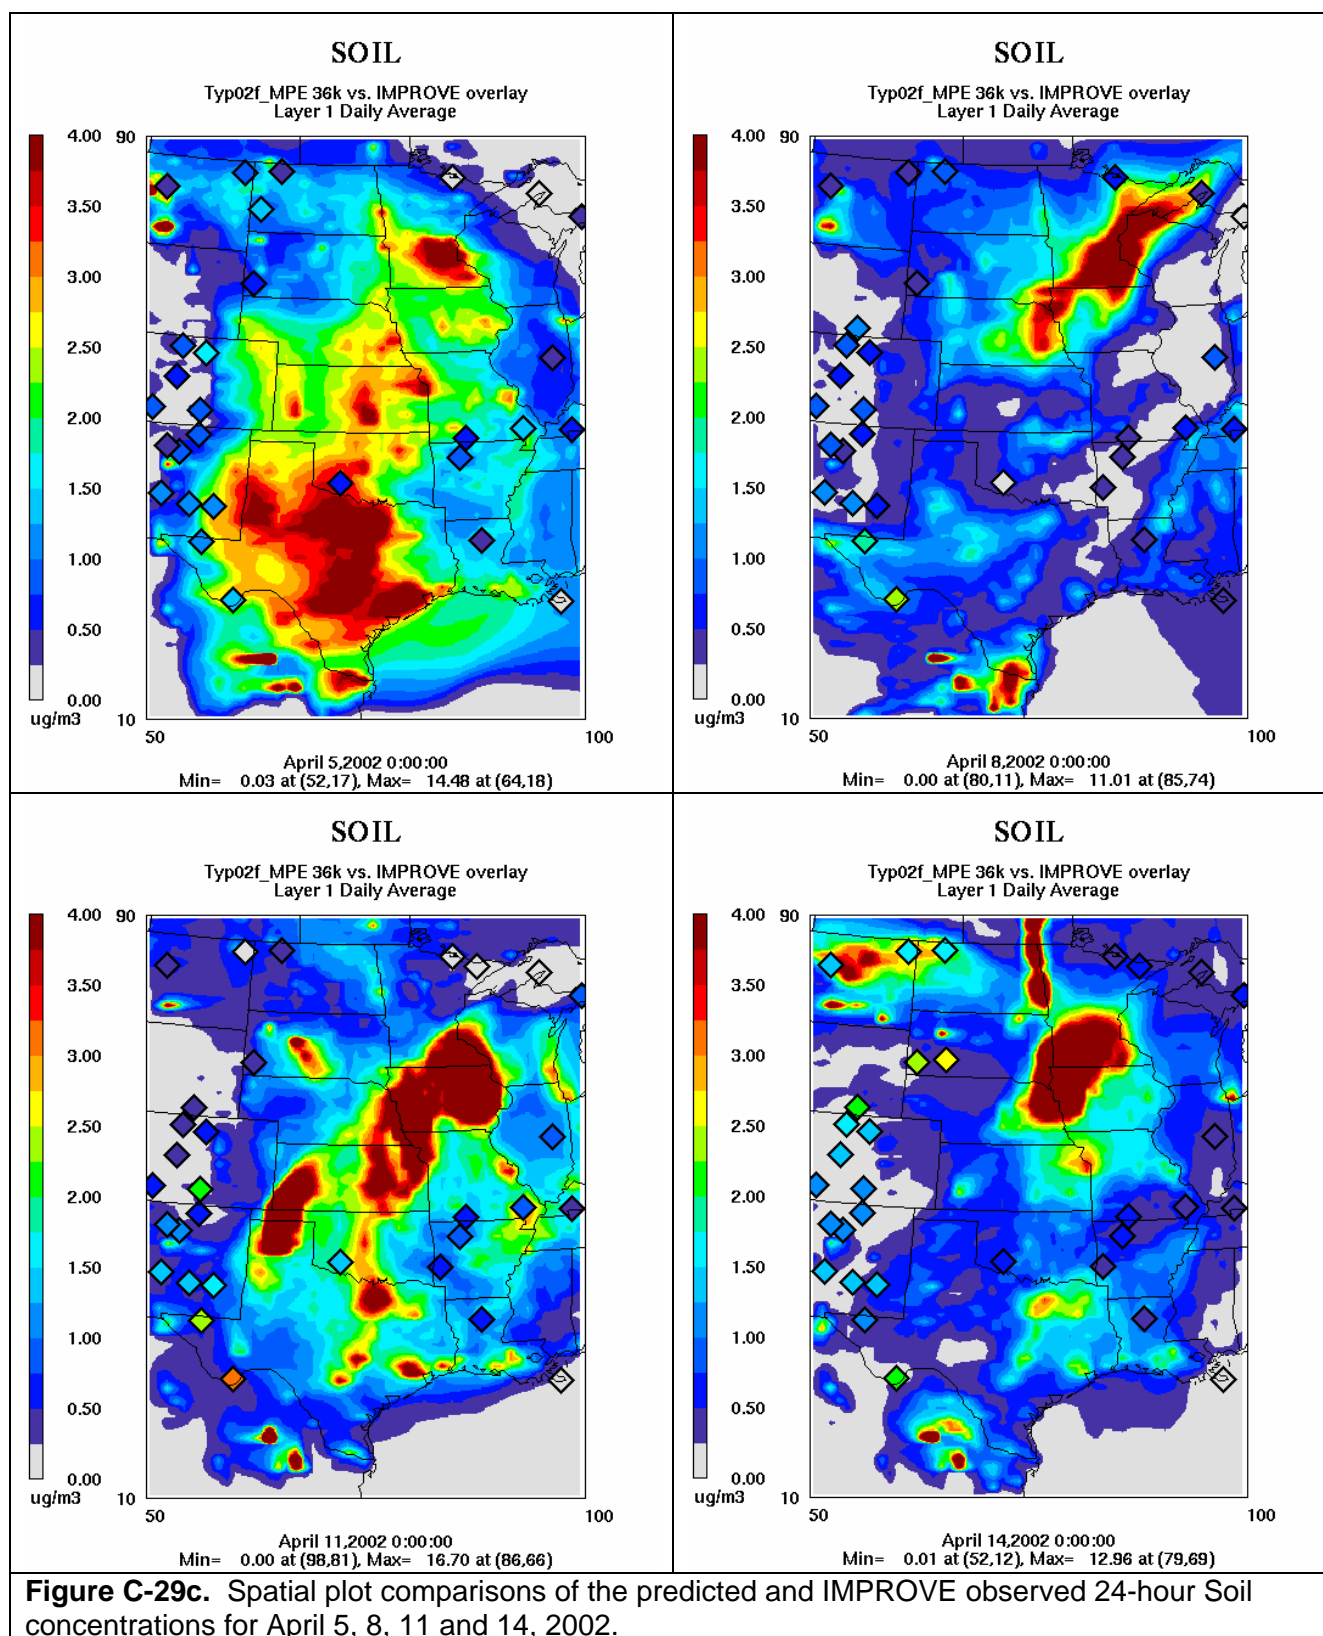 SOIL
Typ02f_MPE 36k vs. IMPROVE overlay
Layer 1 Daily Average
4.00
3.50
3.00
2.50
2.00
1.50
1.00
0.50
0.00
ug/m3
90
10
50
100
April 5,2002 0:00:00
Min= 0.03 at (52,17), Max= 14.48 at (64,18)
SOIL
Typ02f_MPE 36k vs. IMPROVE overlay
Layer 1 Daily Average
4.00
3.50
3.00
2.50
2.00
1.50
1.00
0.50
0.00
ug/m3
90
10
50
100
April 8,2002 0:00:00
Min= 0.00 at (80,11), Max= 11.01 at (85,74)
SOIL
Typ02f_MPE 36k vs. IMPROVE overlay
Layer 1 Daily Average
4.00
3.50
3.00
2.50
2.00
1.50
1.00
0.50
0.00
ug/m3
90
10
50
100
April 11,2002 0:00:00
Min= 0.00 at (98,81), Max= 16.70 at (86,66)
SOIL
Typ02f_MPE 36k vs. IMPROVE overlay
Layer 1 Daily Average
4.00
3.50
3.00
2.50
2.00
1.50
1.00
0.50
0.00
ug/m3
90
10
50
100
April 14,2002 0:00:00
Min= 0.01 at (52,12), Max= 12.96 at (79,69)
Figure C-29c. Spatial plot comparisons of the predicted and IMPROVE observed 24-hour Soil
concentrations for April 5, 8, 11 and 14, 2002.